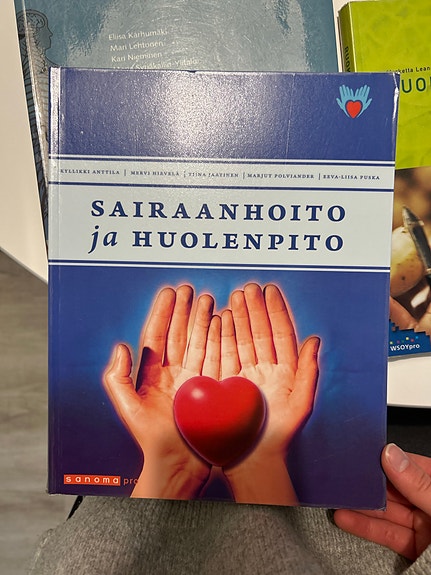 Elisa Karhumäki
Mari Lehtonen
Kari Nieminen
KYLLIKKI ANTTILA | MERVI HIRVELÄ | TIINA JAATINEN | MARJUT POLVIANDER | EEVA-LIISA PUSKA
SAIRAANHOITO
ja HUOLENPITO
sanoma pro
WSOYpro